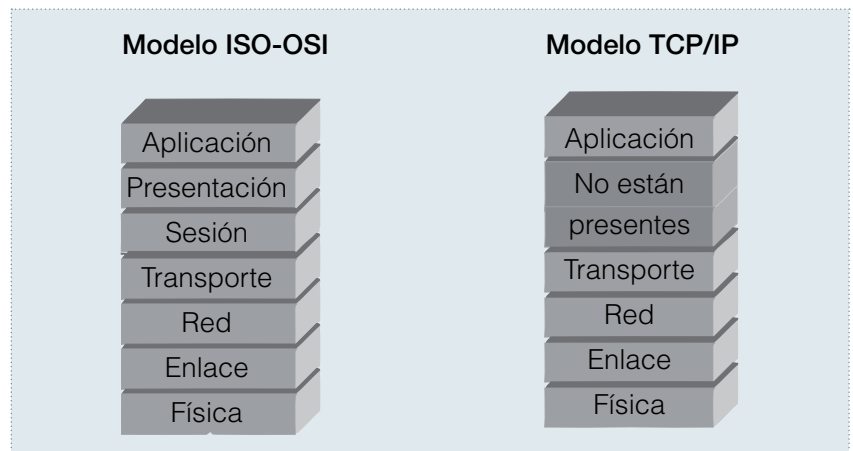 Modelo ISO-OSI
Aplicación
Presentación
Sesión
Transporte
Red
Enlace
Física
Modelo TCP/IP
Aplicación
No están
presentes
Transporte
Red
Enlace
Física